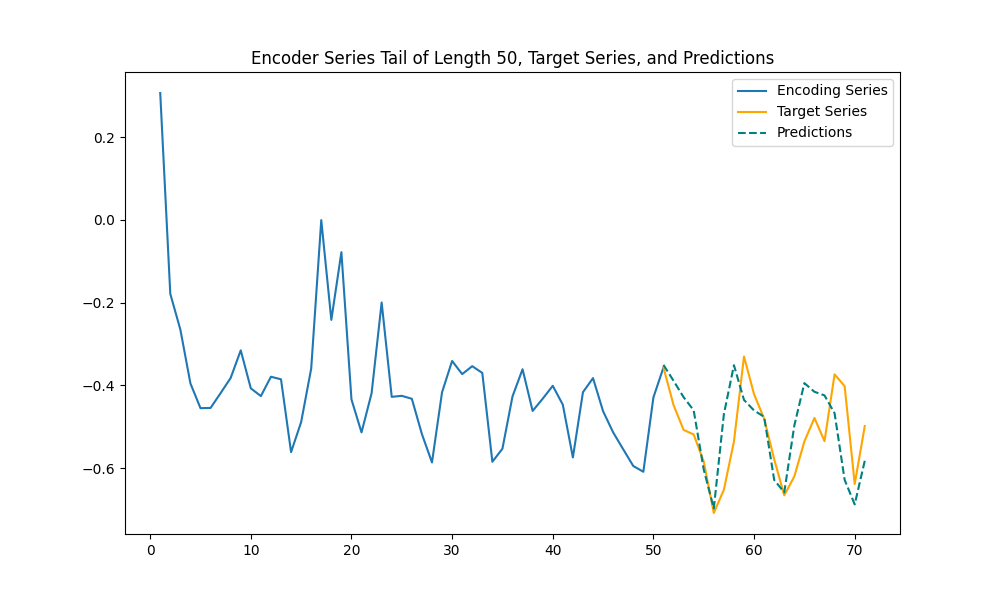 Encoder Series Tail of Length 50, Target Series, and Predictions
Encoding Series
Target Series
Predictions
0.2
0.0
−0.2
−0.4
−0.6
0 10 20 30 40 50 60 70